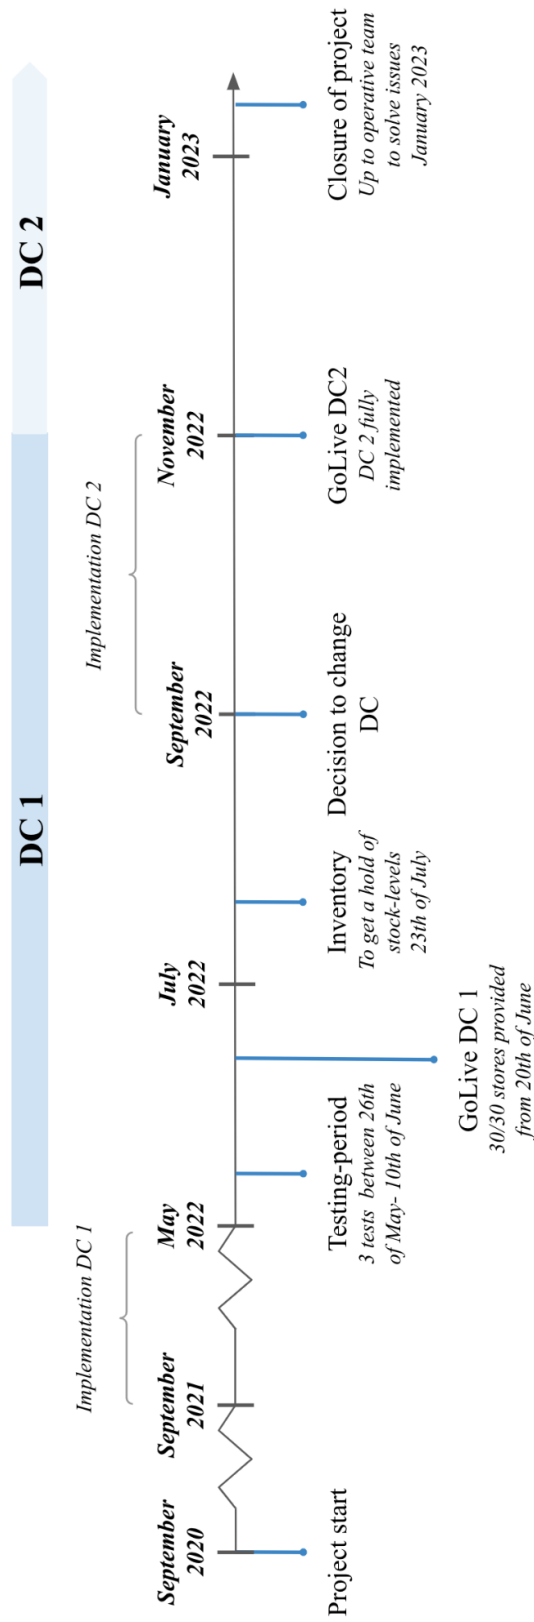 DC 1
DC 2
Implementation DC 1
Implementation DC 2
September
2020
September
2021
May
2022
July
2022
September
2022
November
2022
January
2023
Project start
Testing-period
3 tests between 26th
of May- 10th of June
GoLive DC 1
30/30 stores provided
from 20th of June
Inventory
To get a hold of
stock-levels
23th of July
Decision to change
DC
GoLive DC2
DC 2 fully
implemented
Closure of project
Up to operative team
to solve issues
January 2023